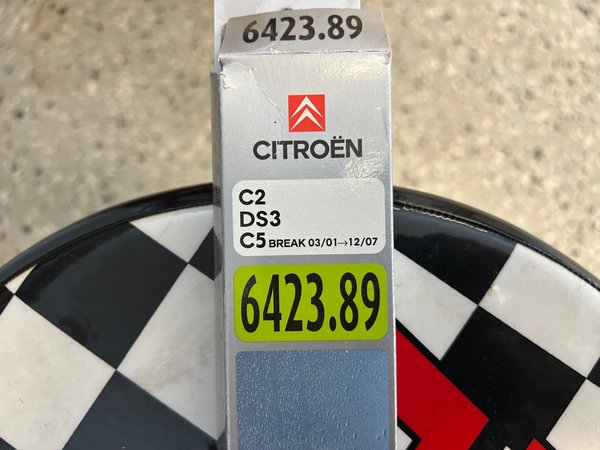 6423.89
CITROËN
C2
DS3
C5 BREAK 03/01→12/07
6423.89